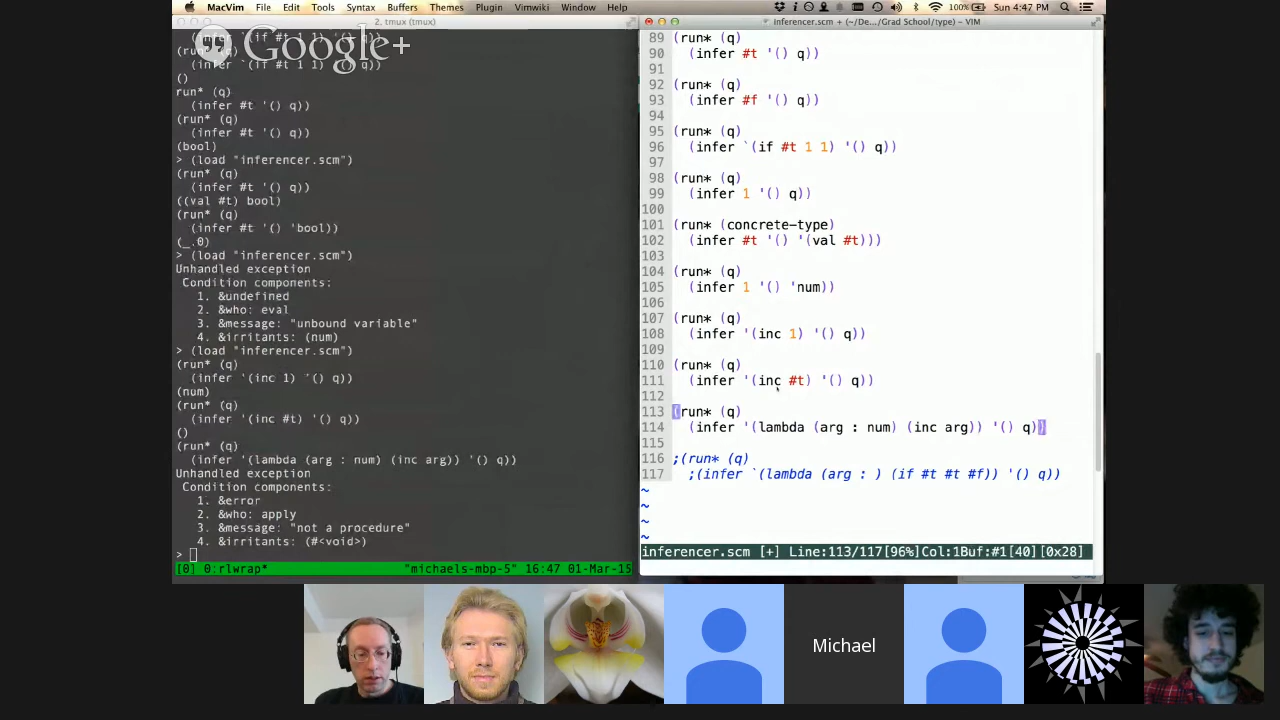 MacVim File Edit Tools Syntax Buffers Themes Plugin Vimwiki Window Help 100% Sun 4:47 PM
2. tmux (tmux)
Google+
(infer `(if #t 1 1) '() q))
()
run* (q)
(infer #t '() q))
(run* (q)
(infer #t '() q))
(bool)
> (load "inferencer.scm")
(run* (q)
(infer #t '() q))
((val #t) bool)
(run* (q)
(infer #t '() 'bool))
(_.0)
> (load "inferencer.scm")
Unhandled exception
Condition components:
1. &undefined
2. &who: eval
3. &message: "unbound variable"
4. &irritants: (num)
> (load "inferencer.scm")
(run* (q)
(infer `(inc 1) '() q))
(num)
(run* (q)
(infer '(inc #t) '() q))
()
(run* (q)
(infer '(lambda (arg : num) (inc arg)) '() q))
Unhandled exception
Condition components:
1. &error
2. &who: apply
3. &message: "not a procedure"
4. &irritants: (#<void>)
>
[0] 0:rlwrap* "michaels-mbp-5" 16:47 01-Mar-15
inferencer.scm + (~/De.../Grad School/type) - VIM
89 (run* (q)
90 (infer #t '() q))
91
92 (run* (q)
93 (infer #f '() q))
94
95 (run* (q)
96 (infer `(if #t 1 1) '() q))
97
98 (run* (q)
99 (infer 1 '() q))
100
101 (run* (concrete-type)
102 (infer #t '() '(val #t)))
103
104 (run* (q)
105 (infer 1 '() 'num))
106
107 (run* (q)
108 (infer '(inc 1) '() q))
109
110 (run* (q)
111 (infer '(inc #t) '() q))
112
113 (run* (q)
114 (infer '(lambda (arg : num) (inc arg)) '() q))
115
116 ;(run* (q)
117 ;(infer `(lambda (arg : ) (if #t #t #f)) '() q))
~
~
~
~
inferencer.scm [+] Line:113/117[96%]Col:1Buf:#1[40][0x28]
Michael